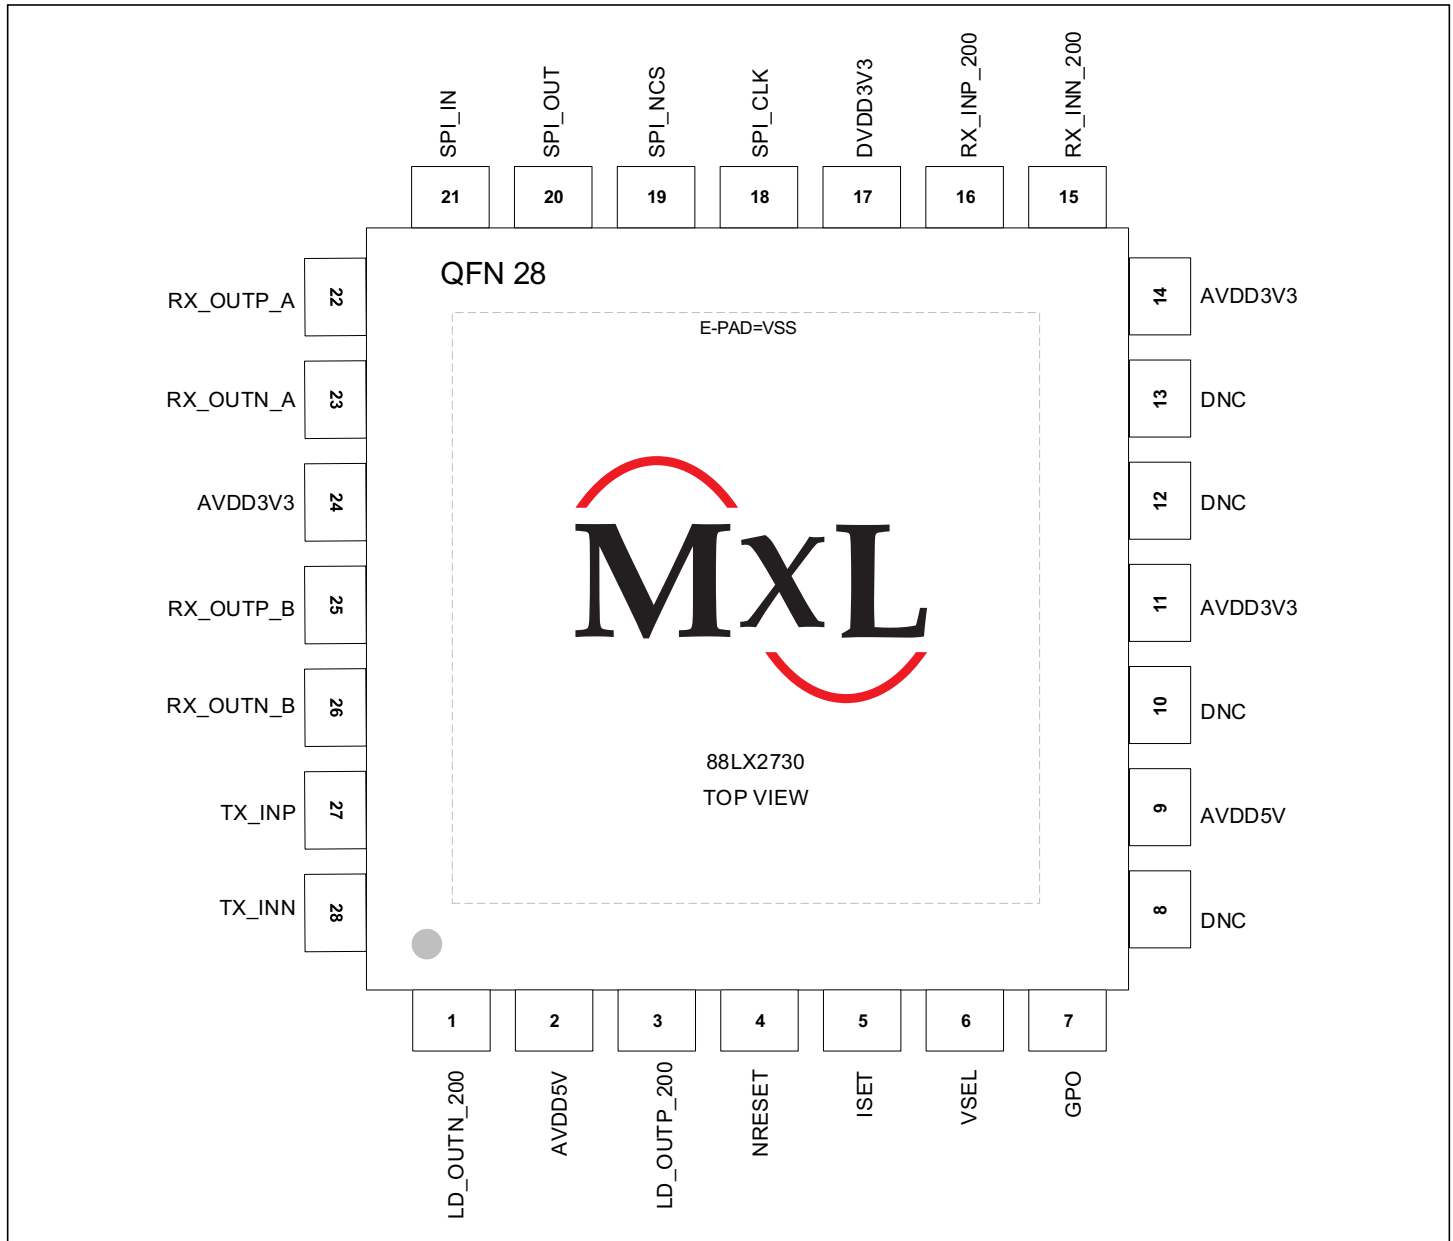 SPI_IN
SPI_OUT
SPI_NCS
SPI_CLK
DVDD3V3
RX_INP_200
RX_INN_200
21
20
19
18
17
16
15
QFN 28
E-PAD=VSS
RX_OUTP_A
22
RX_OUTN_A
23
AVDD3V3
24
RX_OUTP_B
25
RX_OUTN_B
26
TX_INP
27
TX_INN
28
MXL
88LX2730
TOP VIEW
14
AVDD3V3
13
DNC
12
DNC
11
AVDD3V3
10
DNC
9
AVDD5V
8
DNC
1
2
3
4
5
6
7
LD_OUTN_200
AVDD5V
LD_OUTP_200
NRESET
ISET
VSEL
GPO